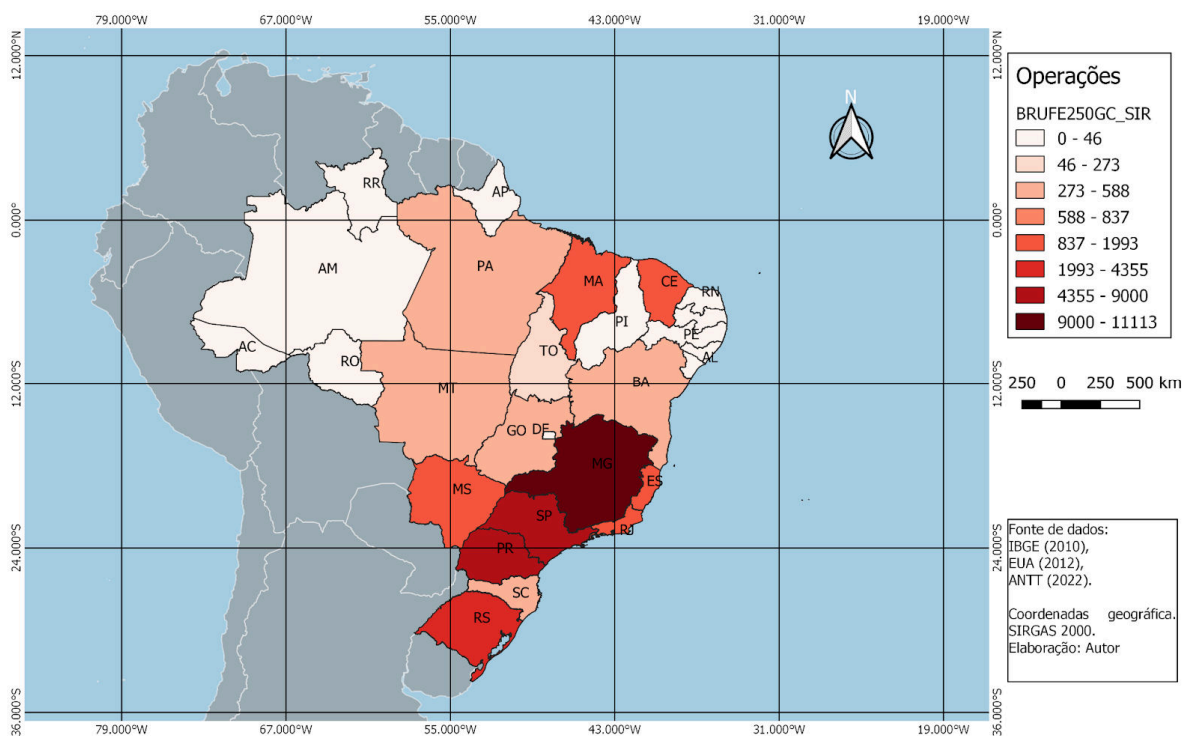 79.000°W 67.000°W 55.000°W 43.000°W 31.000°W 19.000°W
12.000°N
12.000°N
0.000°
0.000°
12.000°S
12.000°S
24.000°S
24.000°S
36.000°S
36.000°S
N
RR
AP
AM
PA
MA
CE
RN
PI
PE
AL
AC
RO
TO
MT
BA
GO
DF
MG
ES
MS
SP
RJ
PR
SC
RS
79.000°W 67.000°W 55.000°W 43.000°W 31.000°W 19.000°W
Operações
BRUFE250GC_SIR
0 - 46
46 - 273
273 - 588
588 - 837
837 - 1993
1993 - 4355
4355 - 9000
9000 - 11113
250 0 250 500 km
Fonte de dados:
IBGE (2010),
EUA (2012),
ANTT (2022).
Coordenadas geográfica.
SIRGAS 2000.
Elaboração: Autor